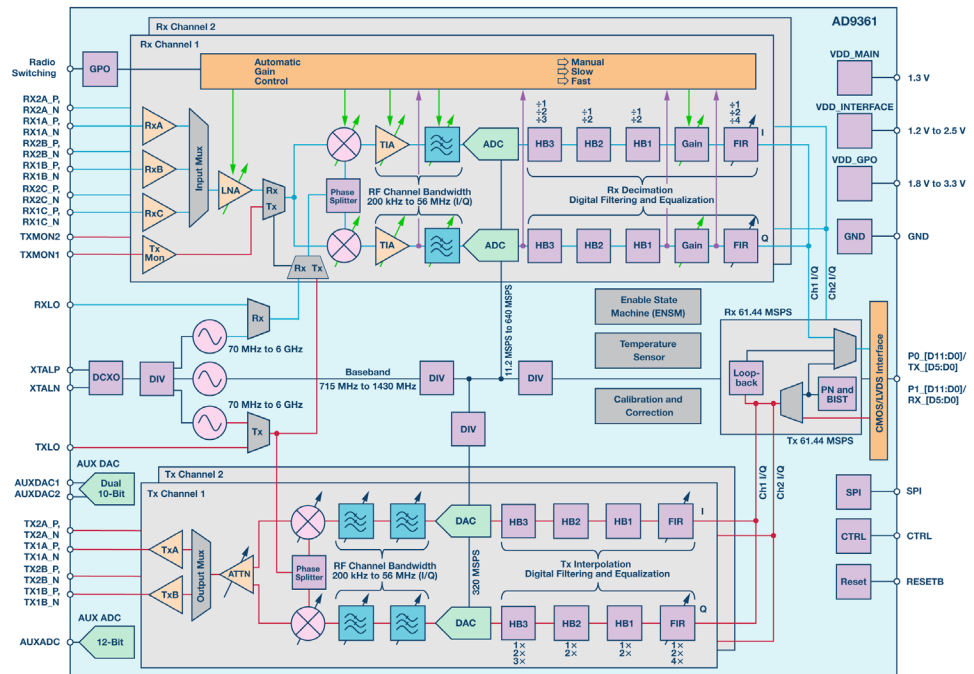 AD9361
Rx Channel 2
Rx Channel 1
Radio
Switching
GPO
Automatic
Gain
Control
⇨ Manual
⇨ Slow
⇨ Fast
VDD_MAIN
1.3 V
VDD_INTERFACE
1.2 V to 2.5 V
VDD_GPO
1.8 V to 3.3 V
GND
GND
RX2A_P,
RX2A_N
RX1A_P,
RX1A_N
RX2B_P,
RX2B_N
RX1B_P,
RX1B_N
RX2C_P,
RX2C_N
RX1C_P,
RX1C_N
TXMON2
TXMON1
RxA
RxB
RxC
Tx
Mon
Input Mux
LNA
Rx
Tx
Phase
Splitter
TIA
ADC
÷1
÷2
÷3
HB3
÷1
÷2
HB2
÷1
÷2
HB1
Gain
÷1
÷2
÷4
FIR
I
RF Channel Bandwidth
200 kHz to 56 MHz (I/Q)
Rx Decimation
Digital Filtering and Equalization
TIA
ADC
HB3
HB2
HB1
Gain
FIR
Q
Rx Tx
Ch1 I/Q
Ch2 I/Q
RXLO
Rx
70 MHz to 6 GHz
11.2 MSPS to 640 MSPS
Enable State
Machine (ENSM)
Temperature
Sensor
Calibration and
Correction
XTALP
XTALN
DCXO
DIV
Baseband
715 MHz to 1430 MHz
DIV
DIV
DIV
70 MHz to 6 GHz
Tx
TXLO
Rx 61.44 MSPS
Loop-
back
PN and
BIST
Tx 61.44 MSPS
CMOS/LVDS Interface
P0_[D11:D0]/
TX_[D5:D0]
P1_[D11:D0]/
RX_[D5:D0]
Ch1 I/Q
Ch2 I/Q
AUX DAC
AUXDAC1
AUXDAC2
Dual
10-Bit
Tx Channel 2
Tx Channel 1
TX2A_P,
TX2A_N
TX1A_P,
TX1A_N
TX2B_P,
TX2B_N
TX1B_P,
TX1B_N
TxA
TxB
Output Mux
ATTN
Phase
Splitter
DAC
HB3
HB2
HB1
FIR
I
RF Channel Bandwidth
200 kHz to 56 MHz (I/Q)
320 MSPS
Tx Interpolation
Digital Filtering and Equalization
DAC
HB3
1×
2×
3×
HB2
1×
2×
HB1
1×
2×
FIR
1×
2×
4×
Q
AUX ADC
AUXADC
12-Bit
SPI
SPI
CTRL
CTRL
Reset
RESETB